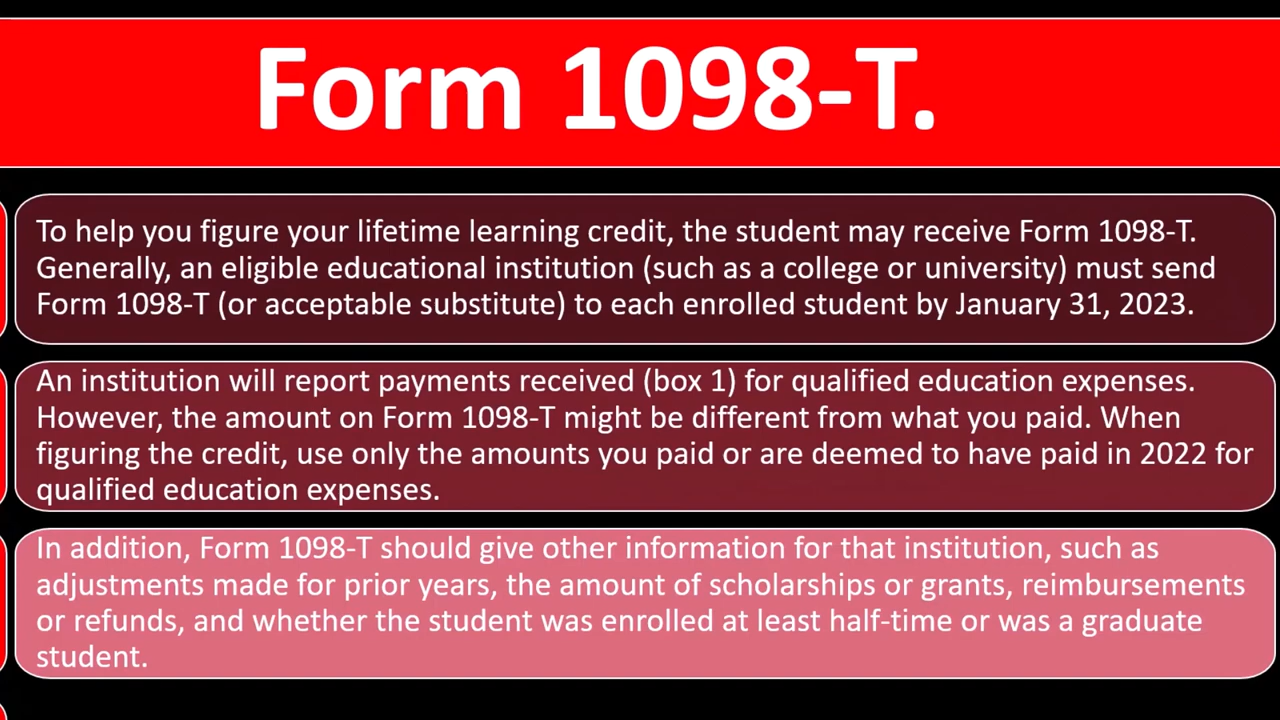 Form 1098-T.
To help you figure your lifetime learning credit, the student may receive Form 1098-T.
Generally, an eligible educational institution (such as a college or university) must send
Form 1098-T (or acceptable substitute) to each enrolled student by January 31, 2023.
An institution will report payments received (box 1) for qualified education expenses.
However, the amount on Form 1098-T might be different from what you paid. When
figuring the credit, use only the amounts you paid or are deemed to have paid in 2022 for
qualified education expenses.
In addition, Form 1098-T should give other information for that institution, such as
adjustments made for prior years, the amount of scholarships or grants, reimbursements
or refunds, and whether the student was enrolled at least half-time or was a graduate
student.